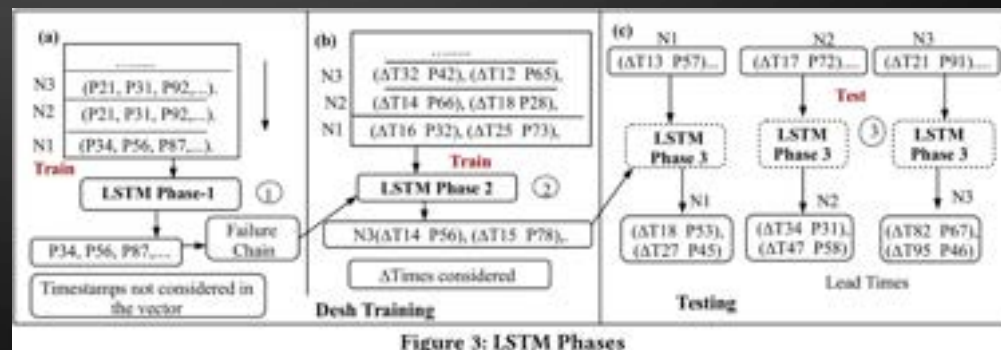 (a)
........
N3 (P21, P31, P92,...).
N2 (P21, P31, P92,...).
N1 (P34, P56, P87,...).
Train
LSTM Phase-1
1
P34, P56, P87,....
Failure
Chain
Timestamps not considered in
the vector
(b)
.......
N3 (ΔT32 P42), (ΔT12 P65),
N2 (ΔT14 P66), (ΔT18 P28),
N1 (ΔT16 P32), (ΔT25 P73),
Train
LSTM Phase 2
2
N3(ΔT14 P56), (ΔT15 P78),.
ΔTimes considered
Desh Training
(c)
N1
(ΔT13 P57)...
N2
(ΔT17 P72)....
N3
(ΔT21 P91)....
Test
LSTM
Phase 3
LSTM
Phase 3
3
LSTM
Phase 3
N1
(ΔT18 P53),
(ΔT27 P45)
N2
(ΔT34 P31),
(ΔT47 P58)
N3
(ΔT82 P67),
(ΔT95 P46)
Lead Times
Testing
Figure 3: LSTM Phases